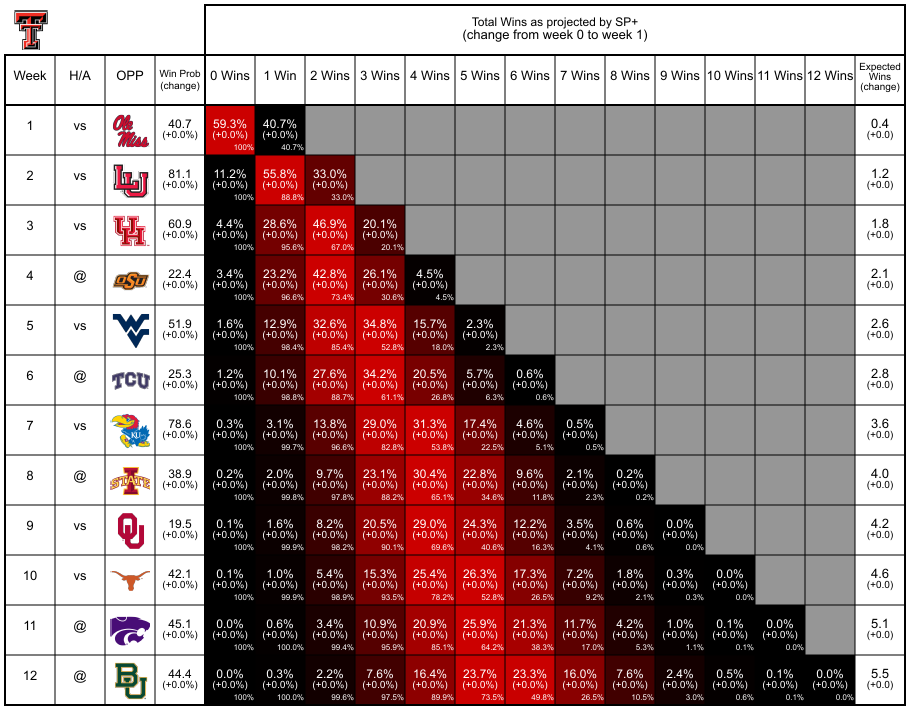 Total Wins as projected by SP+
(change from week 0 to week 1)
Week H/A OPP Win Prob (change) 0 Wins 1 Win 2 Wins 3 Wins 4 Wins 5 Wins 6 Wins 7 Wins 8 Wins 9 Wins 10 Wins 11 Wins 12 Wins Expected Wins (change)
1 vs Ole Miss 40.7 59.3% 40.7% 0.4
(+0.0%) (+0.0%) (+0.0%) (+0.0)
100% 40.7%
2 vs LU 81.1 11.2% 55.8% 33.0% 1.2
(+0.0%) (+0.0%) (+0.0%) (+0.0%) (+0.0)
100% 88.8% 33.0%
3 vs UH 60.9 4.4% 28.6% 46.9% 20.1% 1.8
(+0.0%) (+0.0%) (+0.0%) (+0.0%) (+0.0%) (+0.0)
100% 95.6% 67.0% 20.1%
4 @ OSU 22.4 3.4% 23.2% 42.8% 26.1% 4.5% 2.1
(+0.0%) (+0.0%) (+0.0%) (+0.0%) (+0.0%) (+0.0%) (+0.0)
100% 96.6% 73.4% 30.6% 4.5%
5 vs WV 51.9 1.6% 12.9% 32.6% 34.8% 15.7% 2.3% 2.6
(+0.0%) (+0.0%) (+0.0%) (+0.0%) (+0.0%) (+0.0%) (+0.0%) (+0.0)
100% 98.4% 85.4% 52.8% 18.0% 2.3%
6 @ TCU 25.3 1.2% 10.1% 27.6% 34.2% 20.5% 5.7% 0.6% 2.8
(+0.0%) (+0.0%) (+0.0%) (+0.0%) (+0.0%) (+0.0%) (+0.0%) (+0.0%) (+0.0)
100% 98.8% 88.7% 61.1% 26.8% 6.3% 0.6%
7 vs KU 78.6 0.3% 3.1% 13.8% 29.0% 31.3% 17.4% 4.6% 0.5% 3.6
(+0.0%) (+0.0%) (+0.0%) (+0.0%) (+0.0%) (+0.0%) (+0.0%) (+0.0%) (+0.0%) (+0.0)
100% 99.7% 96.6% 82.8% 53.8% 22.5% 5.1% 0.5%
8 @ I STATE 38.9 0.2% 2.0% 9.7% 23.1% 30.4% 22.8% 9.6% 2.1% 0.2% 4.0
(+0.0%) (+0.0%) (+0.0%) (+0.0%) (+0.0%) (+0.0%) (+0.0%) (+0.0%) (+0.0%) (+0.0%) (+0.0)
100% 99.8% 97.8% 88.2% 65.1% 34.6% 11.8% 2.3% 0.2%
9 vs OU 19.5 0.1% 1.6% 8.2% 20.5% 29.0% 24.3% 12.2% 3.5% 0.6% 0.0% 4.2
(+0.0%) (+0.0%) (+0.0%) (+0.0%) (+0.0%) (+0.0%) (+0.0%) (+0.0%) (+0.0%) (+0.0%) (+0.0%) (+0.0)
100% 99.9% 98.2% 90.1% 69.6% 40.6% 16.3% 4.1% 0.6% 0.0%
10 vs 42.1 0.1% 1.0% 5.4% 15.3% 25.4% 26.3% 17.3% 7.2% 1.8% 0.3% 0.0% 4.6
(+0.0%) (+0.0%) (+0.0%) (+0.0%) (+0.0%) (+0.0%) (+0.0%) (+0.0%) (+0.0%) (+0.0%) (+0.0%) (+0.0%) (+0.0)
100% 99.9% 98.9% 93.5% 78.2% 52.8% 26.5% 9.2% 2.1% 0.3% 0.0%
11 @ 45.1 0.0% 0.6% 3.4% 10.9% 20.9% 25.9% 21.3% 11.7% 4.2% 1.0% 0.1% 0.0% 5.1
(+0.0%) (+0.0%) (+0.0%) (+0.0%) (+0.0%) (+0.0%) (+0.0%) (+0.0%) (+0.0%) (+0.0%) (+0.0%) (+0.0%) (+0.0%) (+0.0)
100% 100.0% 99.4% 95.9% 85.1% 64.2% 38.3% 17.0% 5.3% 1.1% 0.1% 0.0%
12 @ BU 44.4 0.0% 0.3% 2.2% 7.6% 16.4% 23.7% 23.3% 16.0% 7.6% 2.4% 0.5% 0.1% 0.0% 5.5
(+0.0%) (+0.0%) (+0.0%) (+0.0%) (+0.0%) (+0.0%) (+0.0%) (+0.0%) (+0.0%) (+0.0%) (+0.0%) (+0.0%) (+0.0%) (+0.0%) (+0.0)
100% 100.0% 99.6% 97.5% 89.9% 73.5% 49.8% 26.5% 10.5% 3.0% 0.6% 0.1% 0.0%